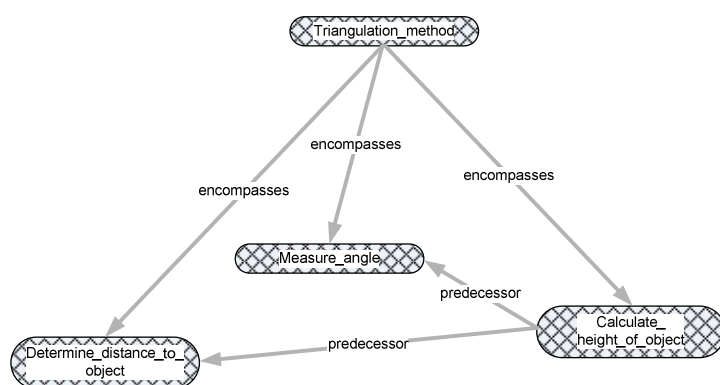 Triangulation_method
encompasses
encompasses
encompasses
Measure_angle
predecessor
Calculate_
height_of_object
predecessor
Determine_distance_to_
object